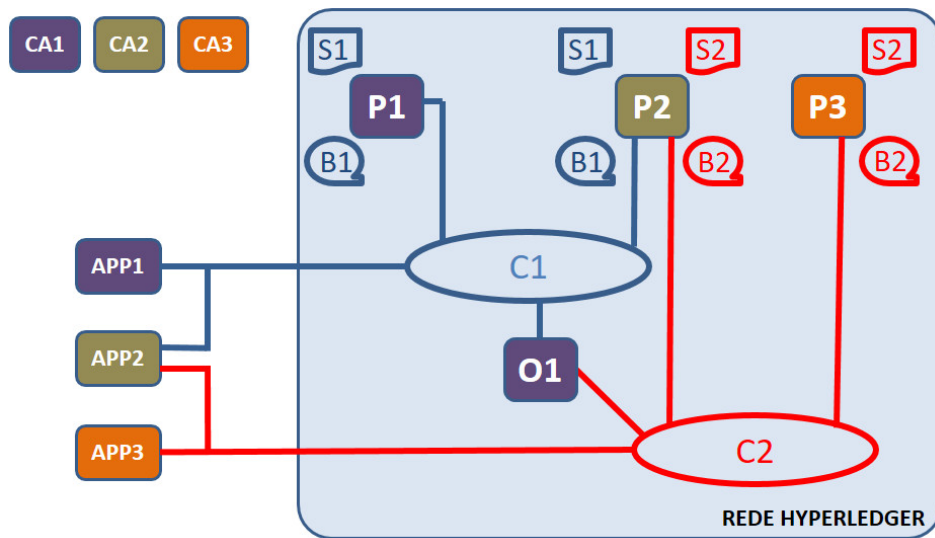 CA1 CA2 CA3
S1 S1 S2 S2
P1 P2 P3
B1 B1 B2 B2
APP1
C1
APP2
O1
APP3
C2
REDE HYPERLEDGER